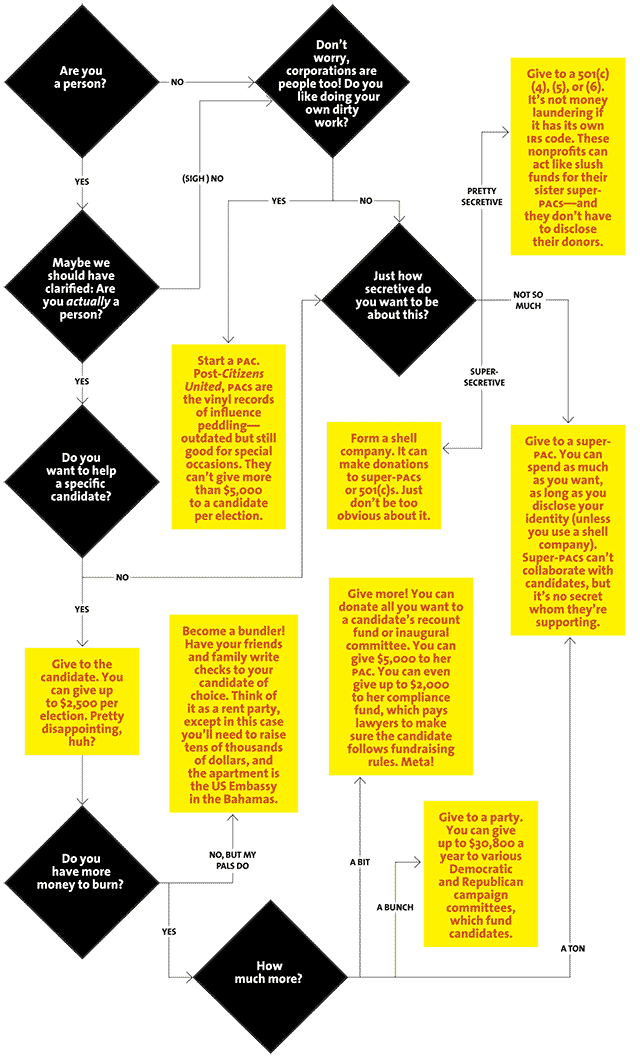 Are you
a person?
NO
Don't
worry,
corporations are
people too! Do you
like doing your
own dirty
work?
Give to a 501(c)
(4), (5), or (6).
It's not money
laundering if
it has its own
IRS code. These
nonprofits can
act like slush
funds for their
sister super-
PACs—and
they don't have
to disclose
their donors.
YES
(SIGH) NO
YES
NO
PRETTY
SECRETIVE
Maybe we
should have
clarified: Are
you actually a
person?
Just how
secretive do
you want to be
about this?
NOT SO
MUCH
SUPER-
SECRETIVE
YES
Start a PAC.
Post-Citizens
United, PACs are
the vinyl records
of influence
peddling—
outdated but still
good for special
occasions. They
can't give more
than $5,000
to a candidate
per election.
Form a shell
company. It can
make donations
to super-PACs
or 501(c)s. Just
don't be too
obvious about it.
Give to a super-
PAC. You can
spend as much
as you want,
as long as you
disclose your
identity (unless
you use a shell
company).
Super-PACs can't
collaborate with
candidates, but
it's no secret
whom they're
supporting.
Do you
want to help
a specific
candidate?
NO
YES
Give to the
candidate. You
can give up
to $2,500 per
election. Pretty
disappointing,
huh?
Become a bundler!
Have your friends
and family write
checks to your
candidate of
choice. Think of
it as a rent party,
except in this case
you'll need to raise
tens of thousands
of dollars, and
the apartment is
the US Embassy
in the Bahamas.
Give more! You can
donate all you want to
a candidate's recount
fund or inaugural
committee. You can
give $5,000 to her
PAC. You can even
give up to $2,000
to her compliance
fund, which pays
lawyers to make
sure the candidate
follows fundraising
rules. Meta!
Do you
have more
money to burn?
NO, BUT MY
PALS DO
YES
How
much more?
A BIT
A BUNCH
Give to a party.
You can give
up to $30,800 a
year to various
Democratic
and Republican
campaign
committees,
which fund
candidates.
A TON